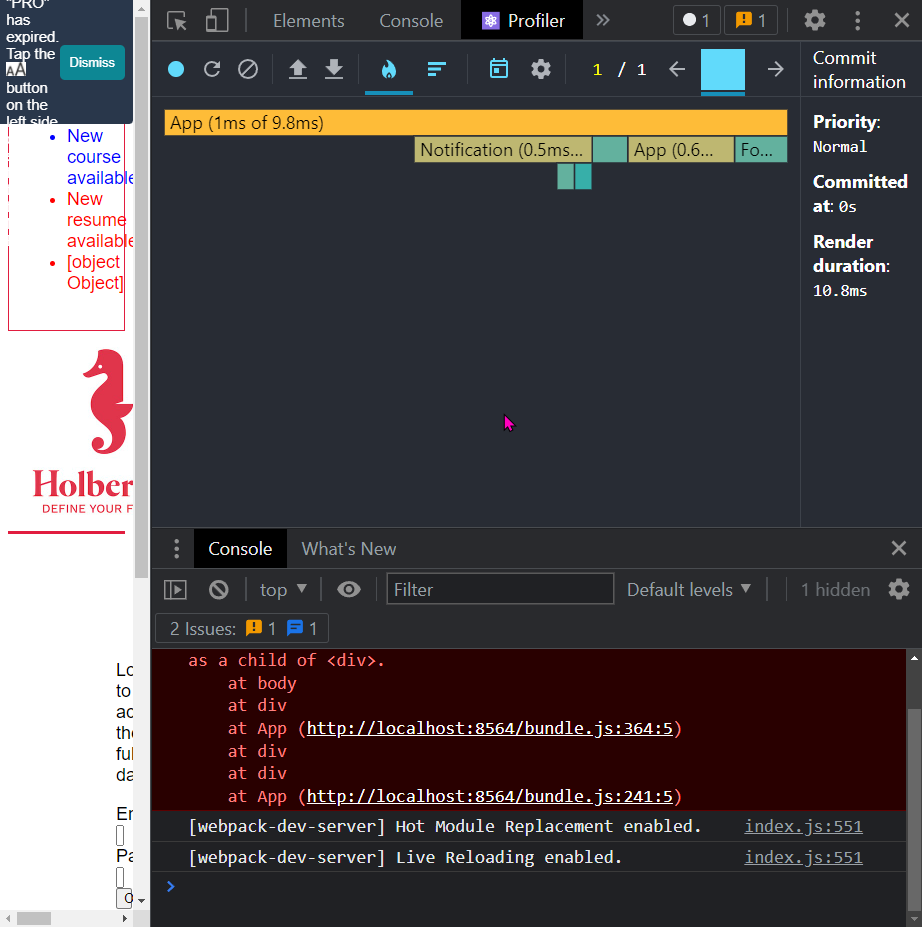 "PRO"
has
expired.
Tap the
AA
button
on the
left side
Dismiss
New
course
available
New
resume
available
[object
Object]
Holber
DEFINE YOUR F
Lo
to
ac
the
ful
da
Er
Pa
O
Elements Console Profiler » 1 1
1 / 1
Commit
information
App (1ms of 9.8ms)
Notification (0.5ms... App (0.6... Fo...
Priority:
Normal
Committed
at: 0s
Render
duration:
10.8ms
Console What's New
top ▼ Filter Default levels ▼ 1 hidden
2 Issues: 1 1
as a child of <div>.
at body
at div
at App (http://localhost:8564/bundle.js:364:5)
at div
at div
at App (http://localhost:8564/bundle.js:241:5)
[webpack-dev-server] Hot Module Replacement enabled. index.js:551
[webpack-dev-server] Live Reloading enabled. index.js:551